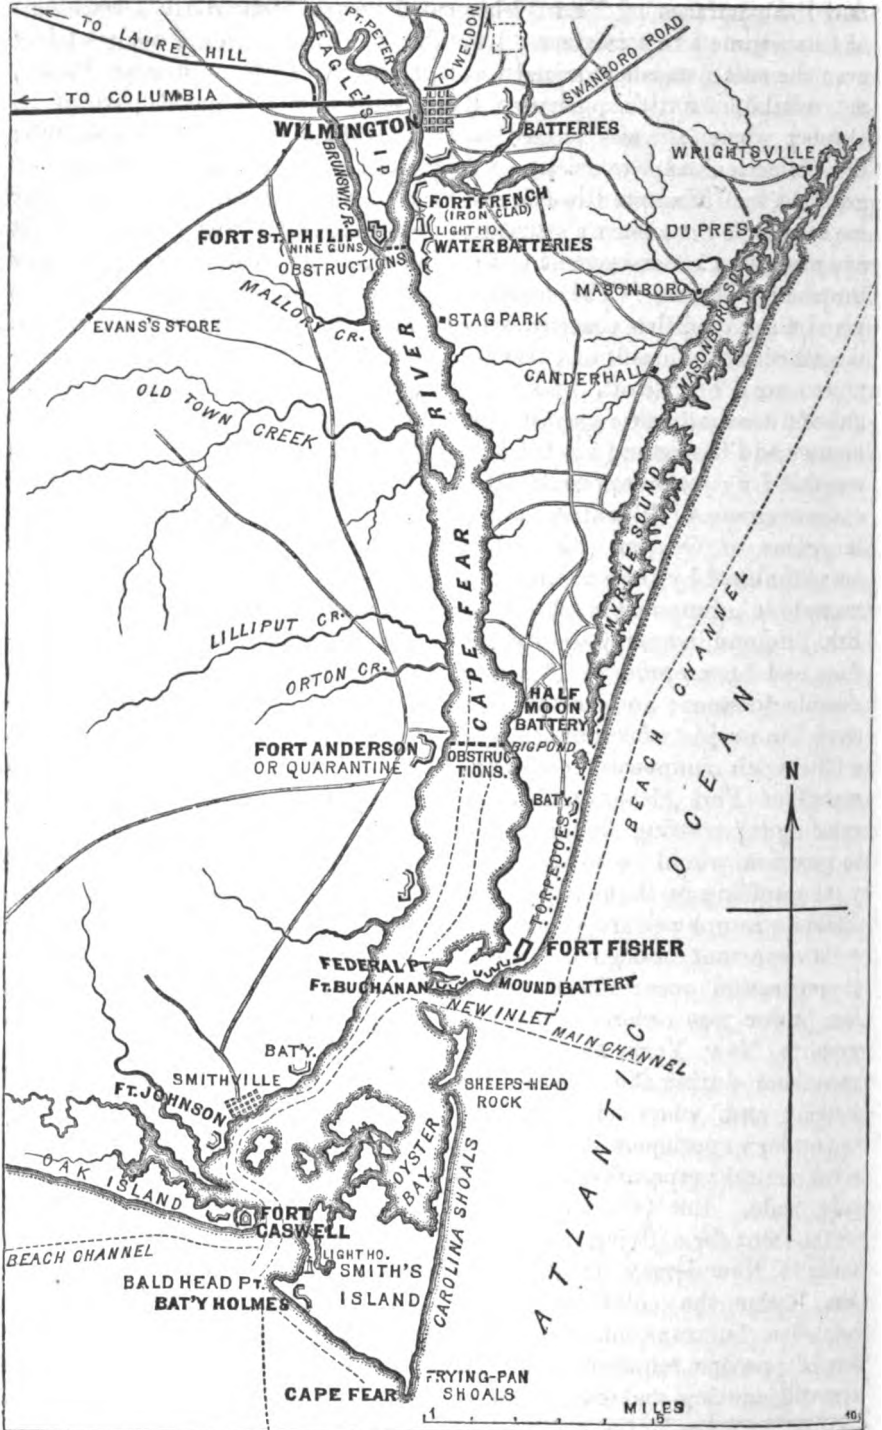 TO LAUREL HILL
TO COLUMBIA
EAGLE'S IP
PT. PETER
TO WELDON
SWANBORO ROAD
WILMINGTON
BATTERIES
BRUNSWIC R.
WRIGHTSVILLE
FORT FRENCH
(IRON CLAD)
LIGHT HO.
WATER BATTERIES
FORT ST. PHILIP
(NINE GUNS)
OBSTRUCTIONS
DU PRES
MASONBORO
MASONBORO SD.
MALLORY CR.
STAG PARK
EVANS'S STORE
CANDERHALL
OLD TOWN CREEK
CAPE FEAR RIVER
MYRTLE SOUND
LILLIPUT CR.
ORTON CR.
HALF
MOON
BATTERY
BIG POND
FORT ANDERSON
OR QUARANTINE
OBSTRUC
TIONS.
BATY
TORPEDOES
BEACH CHANNEL
ATLANTIC OCEAN
N
FORT FISHER
FEDERAL PT.
FT. BUCHANAN
MOUND BATTERY
NEW INLET
MAIN CHANNEL
BAT'Y.
SMITHVILLE
FT. JOHNSON
SHEEPS-HEAD
ROCK
OYSTER
BAY
CAROLINA SHOALS
OAK ISLAND
FORT
CASWELL
BEACH CHANNEL
LIGHT HO.
SMITH'S
ISLAND
BALD HEAD PT.
BAT'Y HOLMES
CAPE FEAR
FRYING-PAN
SHOALS
MILES
1 5 10